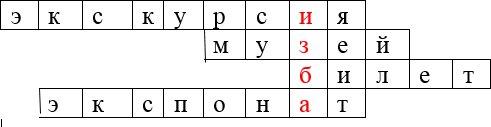 экскурсия
музей
билет
экспонат